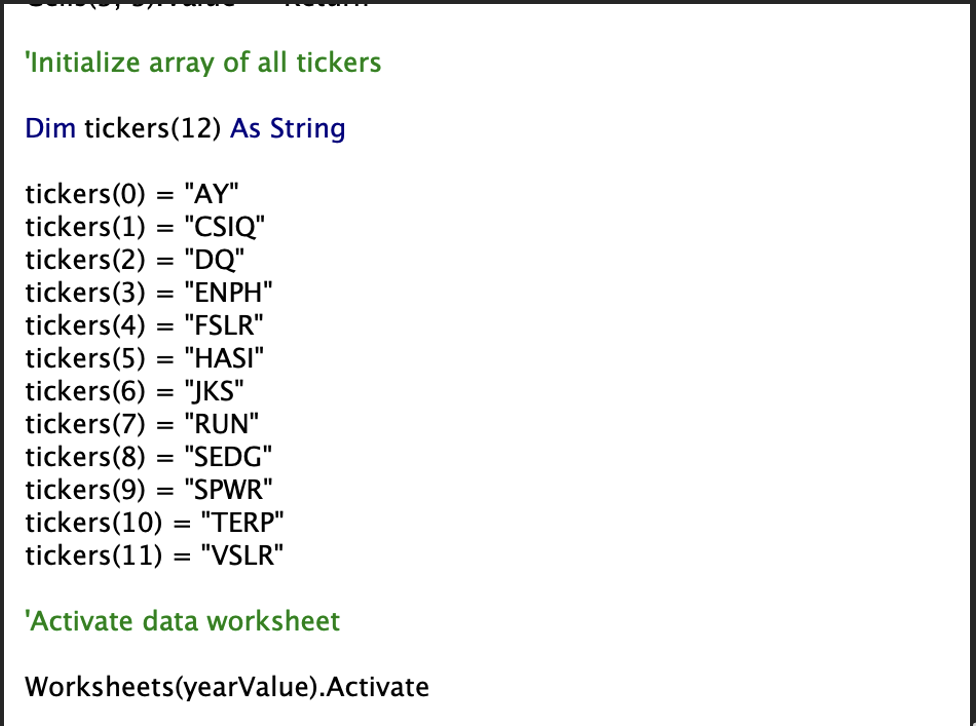 'Initialize array of all tickers
Dim tickers(12) As String
tickers(0) = "AY"
tickers(1) = "CSIQ"
tickers(2) = "DQ"
tickers(3) = "ENPH"
tickers(4) = "FSLR"
tickers(5) = "HASI"
tickers(6) = "JKS"
tickers(7) = "RUN"
tickers(8) = "SEDG"
tickers(9) = "SPWR"
tickers(10) = "TERP"
tickers(11) = "VSLR"
'Activate data worksheet
Worksheets(yearValue).Activate